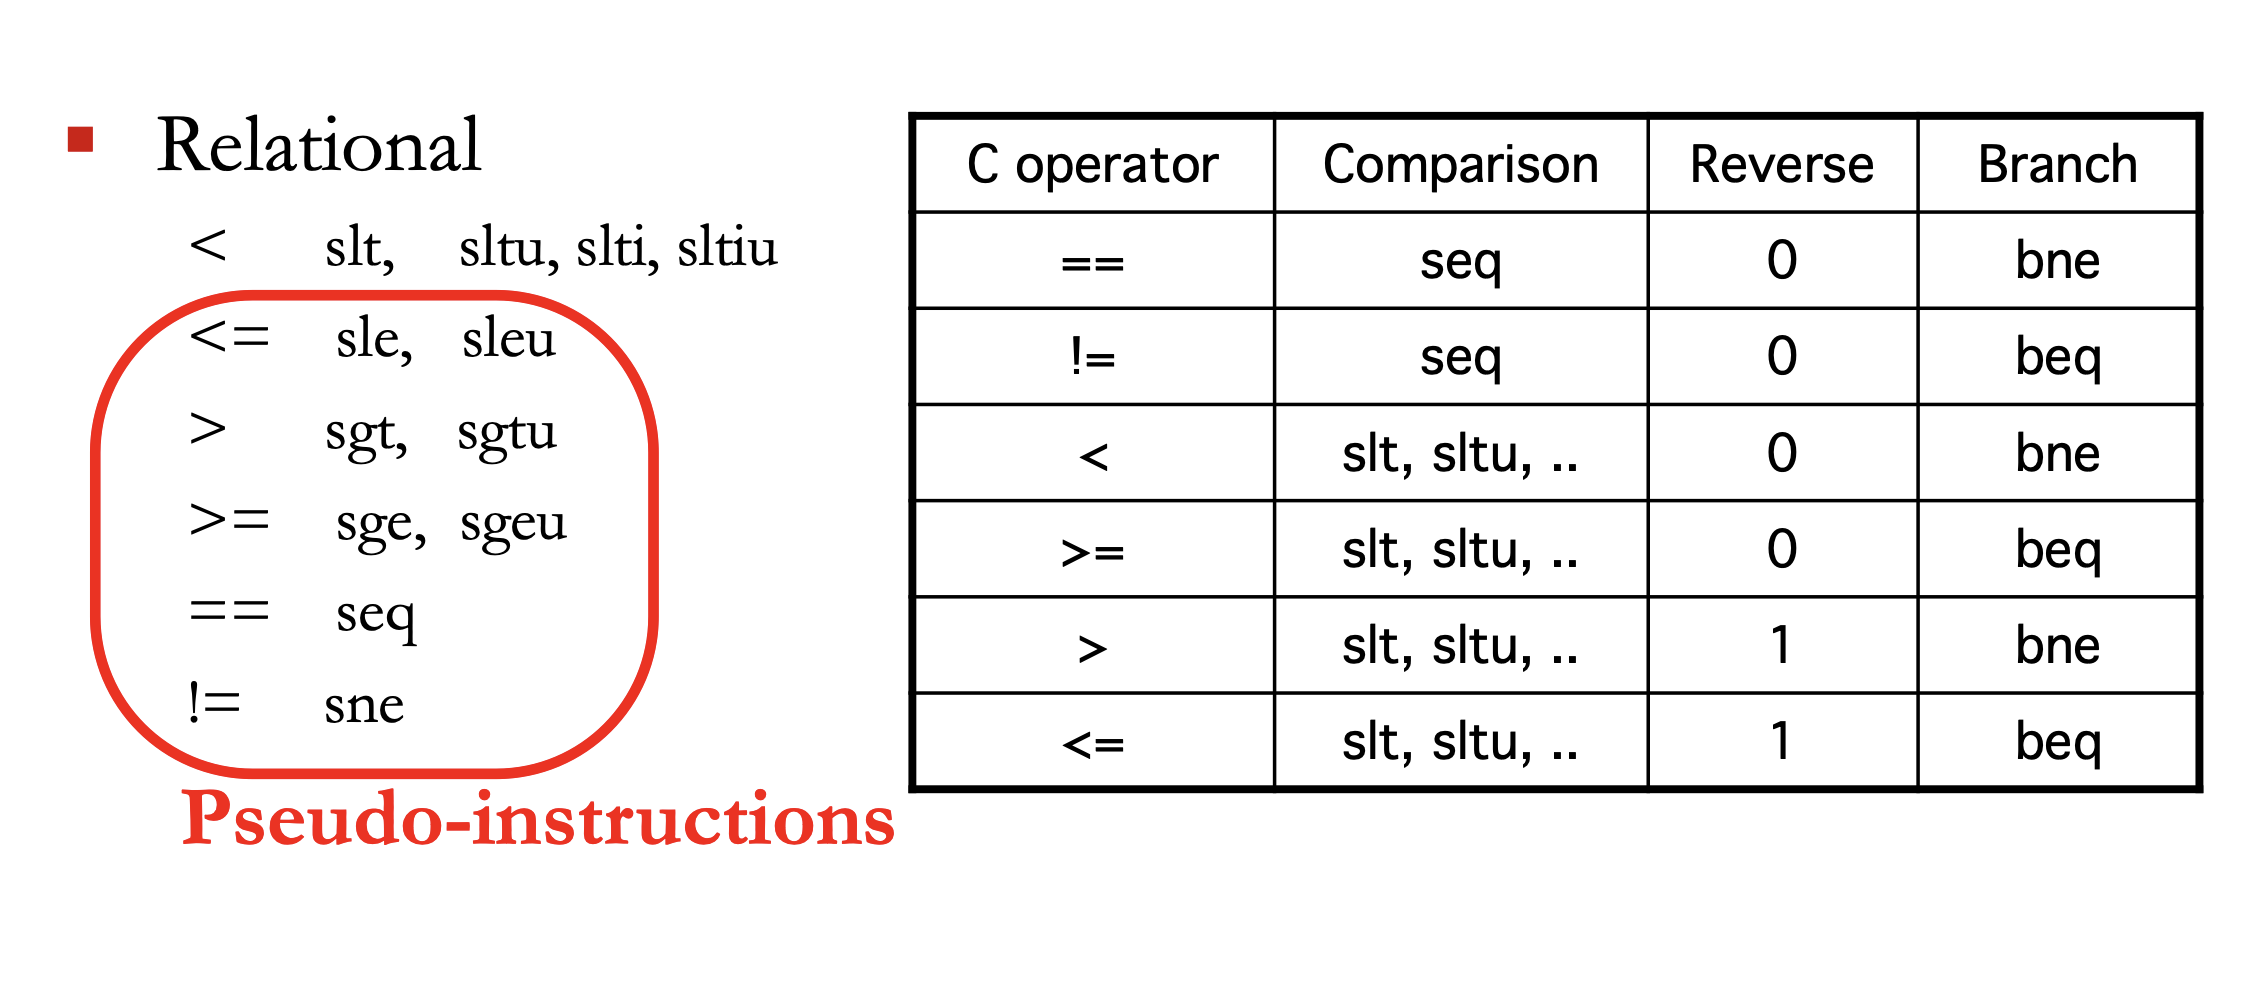 Relational
< slt, sltu, slti, sltiu
<= sle, sleu
> sgt, sgtu
>= sge, sgeu
== seq
!= sne
Pseudo-instructions
C operator Comparison Reverse Branch
== seq 0 bne
!= seq 0 beq
< slt, sltu, .. 0 bne
>= slt, sltu, .. 0 beq
> slt, sltu, .. 1 bne
<= slt, sltu, .. 1 beq